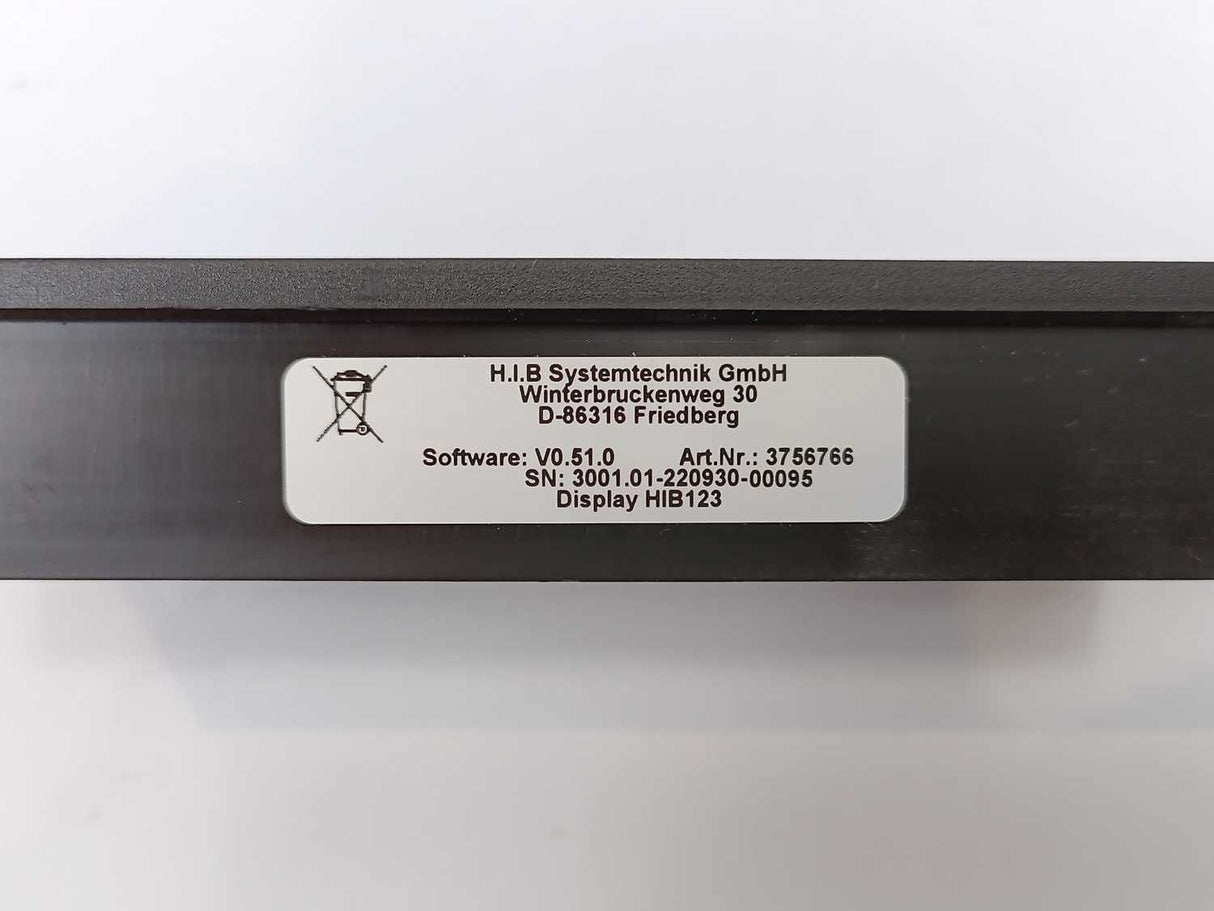 H.I.B Systemtechnik GmbH
Winterbruckenweg 30
D-86316 Friedberg
Software: V0.51.0 Art.Nr.: 3756766
SN: 3001.01-220930-00095
Display HIB123